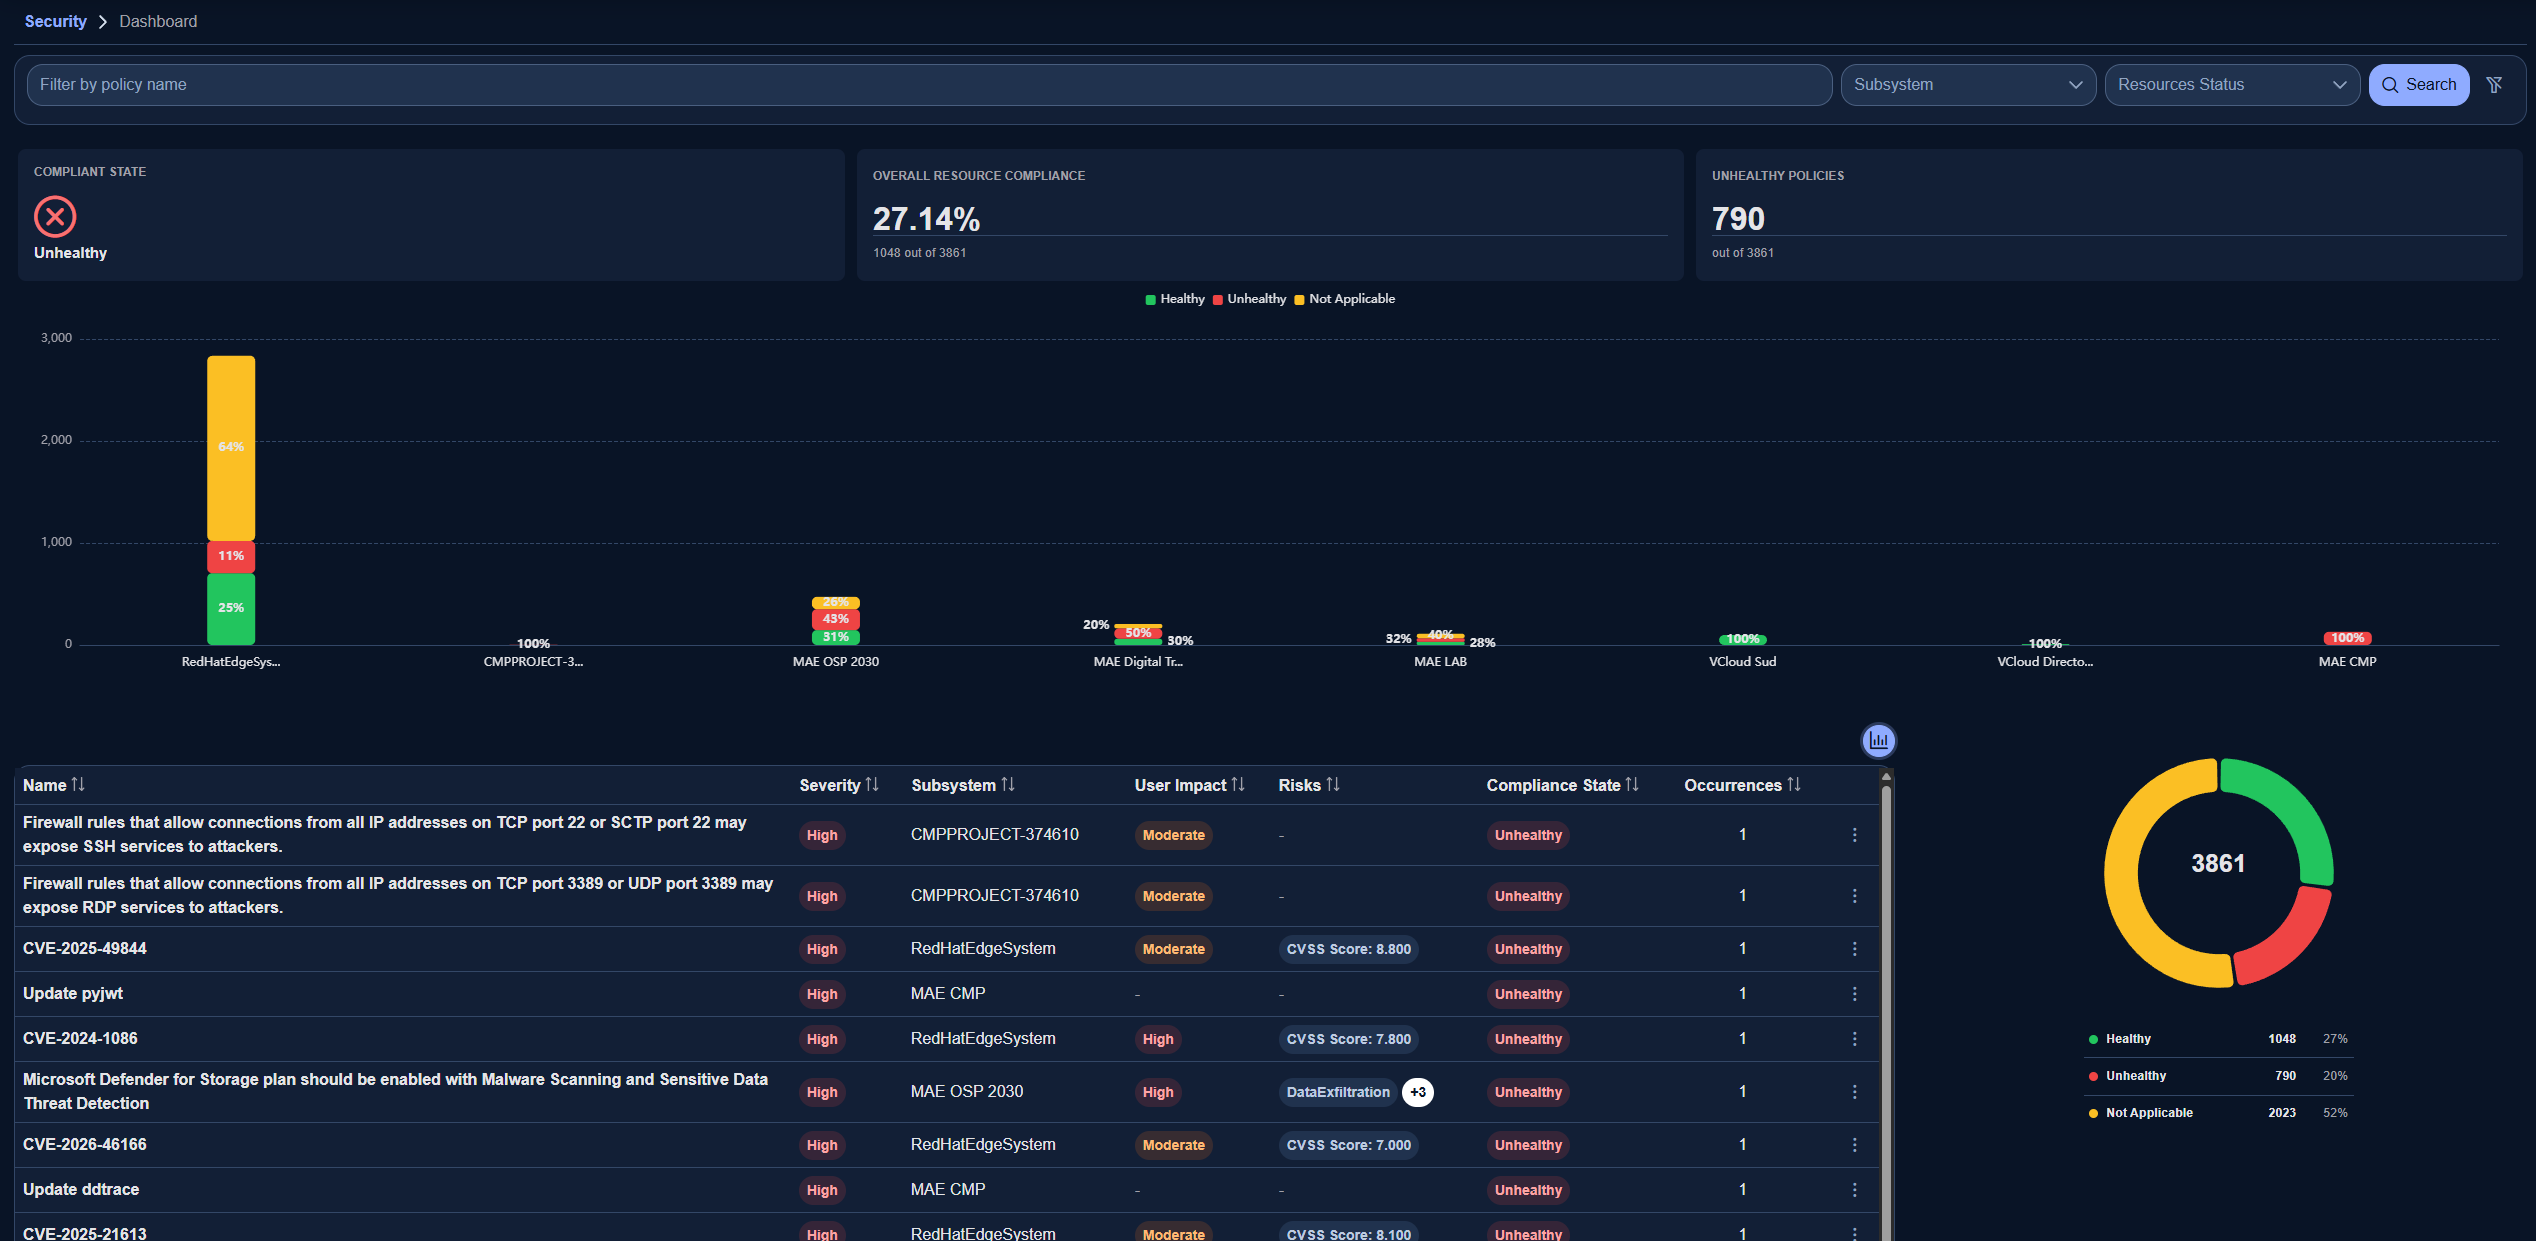 Security > Dashboard
Filter by policy name
Subsystem
Resources Status
Search
COMPLIANT STATE
Unhealthy
OVERALL RESOURCE COMPLIANCE
27.14%
1048 out of 3861
UNHEALTHY POLICIES
790
out of 3861
Healthy Unhealthy Not Applicable
3,000
2,000
1,000
0
64%
11%
25%
100%
26%
43%
31%
20%
50%
30%
32%
40%
28%
100%
100%
100%
RedHatEdgeSys... CMPPROJECT-3... MAE OSP 2030 MAE Digital Tr... MAE LAB VCloud Sud VCloud Directo... MAE CMP
Name Severity Subsystem User Impact Risks Compliance State Occurrences
Firewall rules that allow connections from all IP addresses on TCP port 22 or SCTP port 22 may
expose SSH services to attackers.
High CMPPROJECT-374610 Moderate - Unhealthy 1
Firewall rules that allow connections from all IP addresses on TCP port 3389 or UDP port 3389 may
expose RDP services to attackers.
High CMPPROJECT-374610 Moderate - Unhealthy 1
CVE-2025-49844 High RedHatEdgeSystem Moderate CVSS Score: 8.800 Unhealthy 1
Update pyjwt High MAE CMP - - Unhealthy 1
CVE-2024-1086 High RedHatEdgeSystem High CVSS Score: 7.800 Unhealthy 1
Microsoft Defender for Storage plan should be enabled with Malware Scanning and Sensitive Data
Threat Detection
High MAE OSP 2030 High DataExfiltration +3 Unhealthy 1
CVE-2026-46166 High RedHatEdgeSystem Moderate CVSS Score: 7.000 Unhealthy 1
Update ddtrace High MAE CMP - - Unhealthy 1
CVE-2025-21613 High RedHatEdgeSystem Moderate CVSS Score: 8.100 Unhealthy 1
3861
Healthy 1048 27%
Unhealthy 790 20%
Not Applicable 2023 52%